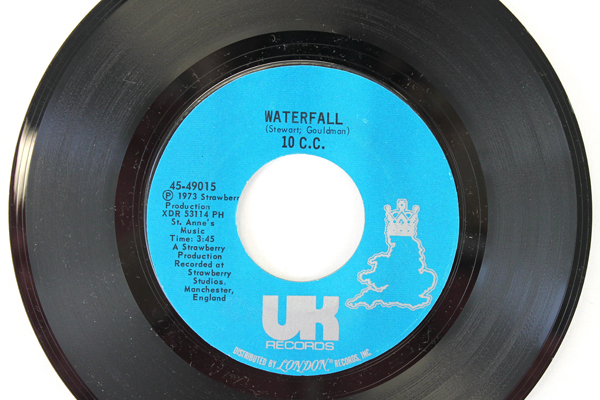 WATERFALL
(Stewart; Gouldman)
10 C.C.
45-49015
Ⓟ 1973 Strawberr
Production
XDR 53114 PH
St. Anne's
Music
Time: 3:45
A Strawberry
Production
Recorded at
Strawberry
Studios.
Manchester,
England
UK
RECORDS
DISTRIBUTED BY LONDON RECORDS, INC.